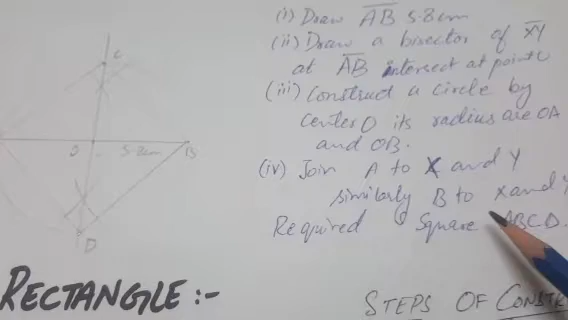 (i) Draw AB 5.8cm
(ii) Draw a bisector of XY
at AB intersect at point
(iii) Construct a circle by
center O its radius are OA
and OB.
(iv) Join A to X and Y
similarly B to X and Y
Required Square ABCD.
C
O 5.8cm B
D
RECTANGLE :-
STEPS OF CONSTR